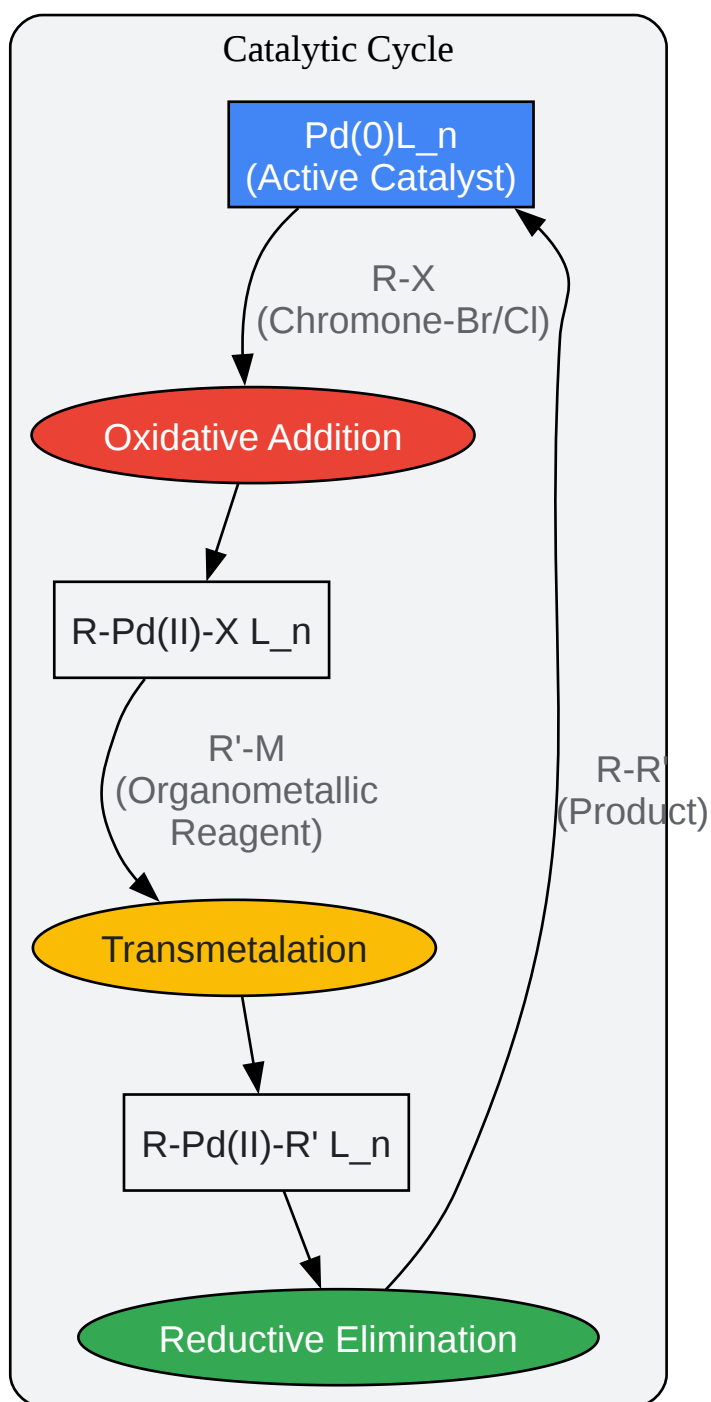 Catalytic Cycle
Pd(0)L_n
(Active Catalyst)
R-X
(Chromone-Br/Cl)
Oxidative Addition
R-Pd(II)-X L_n
R'-M
(Organometallic
Reagent)
R-R'
(Product)
Transmetalation
R-Pd(II)-R' L_n
Reductive Elimination